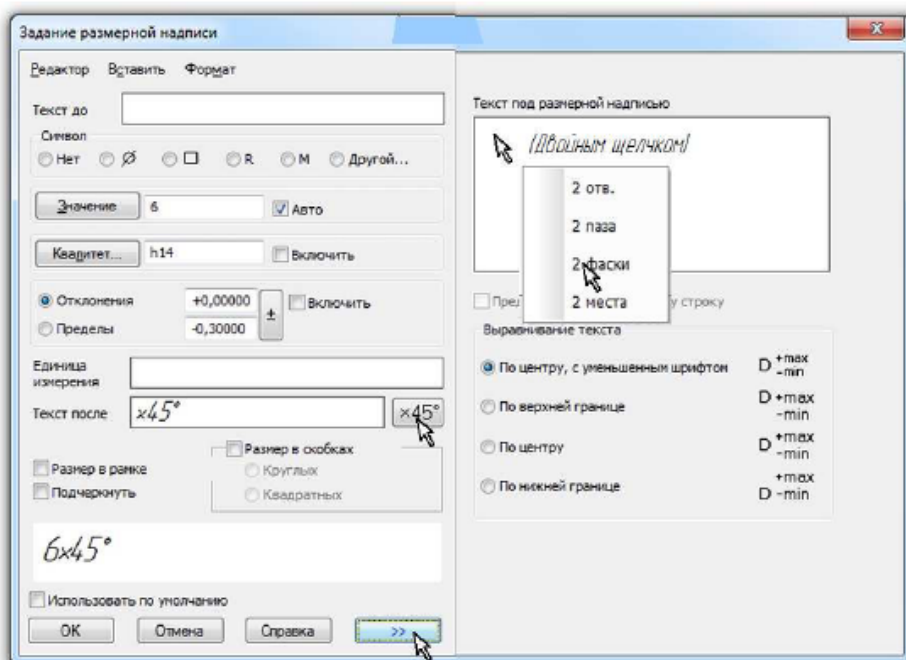 Задание размерной надписи
X
Редактор Вставить Формат
Текст до
Символ
Нет Ø □ R M Другой...
Значение 6 Авто
Квалитет... h14 Включить
Отклонения +0,00000 ± Включить
Пределы -0,30000
Единица
измерения
Текст после x45° ×45°
Размер в рамке
Подчеркнуть
Размер в скобках
Круглых
Квадратных
6x45°
Использовать по умолчанию
OK Отмена Справка >>
Текст под размерной надписью
(Двойным щелчком)
2 отв.
2 паза
2 фаски
2 места
строку
Выравнивание текста
По центру, с уменьшенным шрифтом D +max
-min
По верхней границе D +max
-min
По центру D +max
-min
По нижней границе +max
D -min